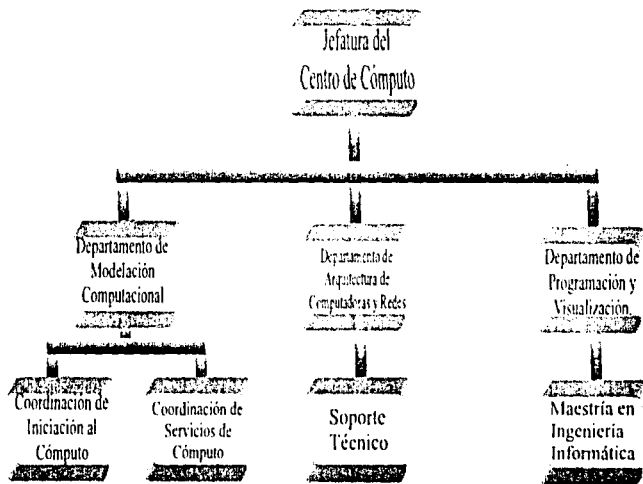 Jefatura del
Centro de Cómputo
Departamento de
Modelación
Computacional
Departamento de
Arquitectura de
Computadoras y Redes
Departamento de
Programación y
Visualización.
Coordinación de
Iniciación al
Cómputo
Coordinación de
Servicios de
Cómputo
Soporte
Técnico
Maestría en
Ingeniería
Informática